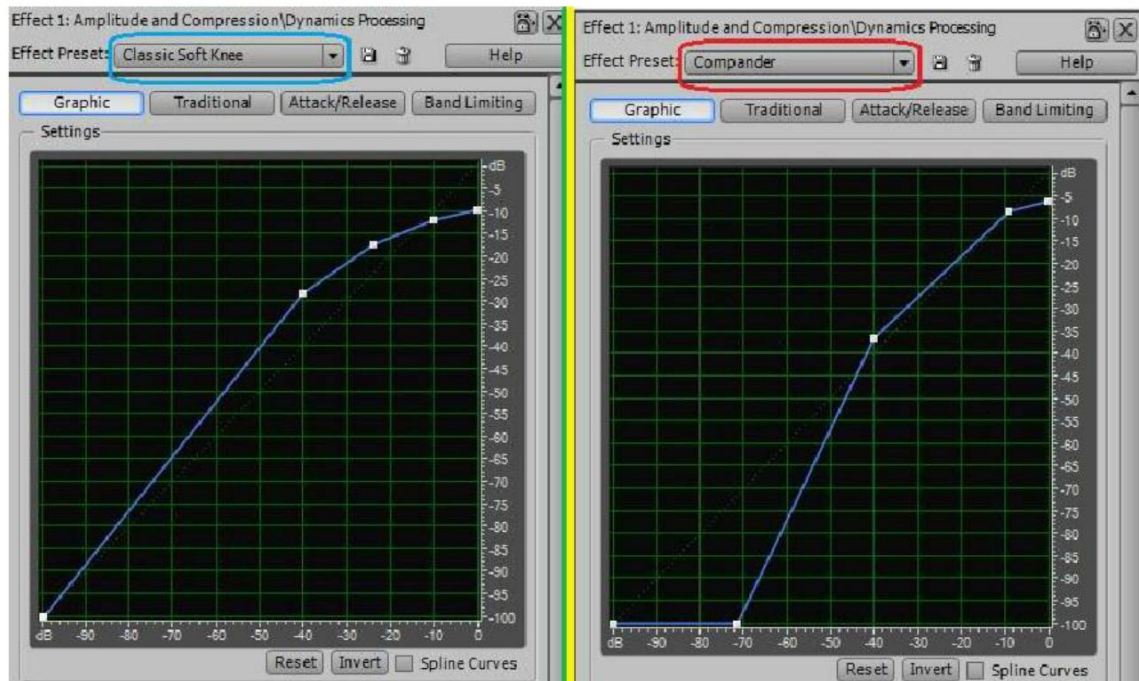 Effect 1: Amplitude and Compression\Dynamics Processing
Effect Preset: Classic Soft Knee
Help
Graphic Traditional Attack/Release Band Limiting
Settings
dB
-5
-10
-15
-20
-25
-30
-35
-40
-45
-50
-55
-60
-65
-70
-75
-80
-85
-90
-95
-100
dB -90 -80 -70 -60 -50 -40 -30 -20 -10 0
Reset Invert Spline Curves
Effect 1: Amplitude and Compression\Dynamics Processing
Effect Preset: Compander
Help
Graphic Traditional Attack/Release Band Limiting
Settings
dB
-5
-10
-15
-20
-25
-30
-35
-40
-45
-50
-55
-60
-65
-70
-75
-80
-85
-90
-95
-100
dB -90 -80 -70 -60 -50 -40 -30 -20 -10 0
Reset Invert Spline Curves